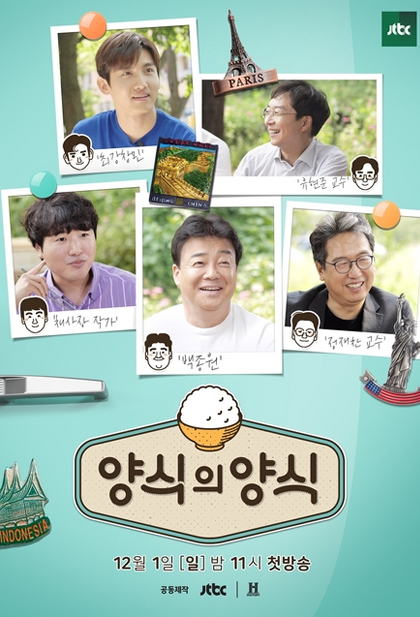 jtbc
PARIS
'최강창민'
'유현준 교수'
'채사장 작가'
'백종원'
'정재찬 교수'
양식의양식
INDONESIA
12월 1일 [일] 밤 11시 첫방송
공동제작 jtbc H